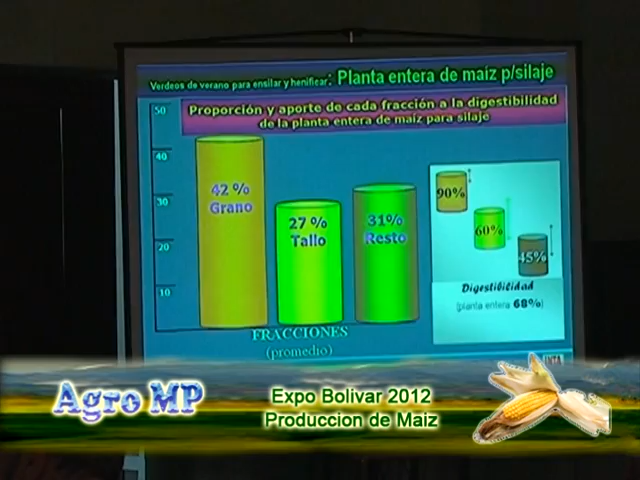 Verdeos de verano para ensilar y henificar: Planta entera de maíz p/silaje
Proporción y aporte de cada fracción a la digestibilidad
de la planta entera de maíz para silaje
50
40
30
20
10
42 %
Grano
27 %
Tallo
31%
Resto
FRACCIONES
(promedio)
90%
60%
45%
Digestibilidad
(planta entera 68%)
INTA
Agro MP
Expo Bolivar 2012
Produccion de Maiz